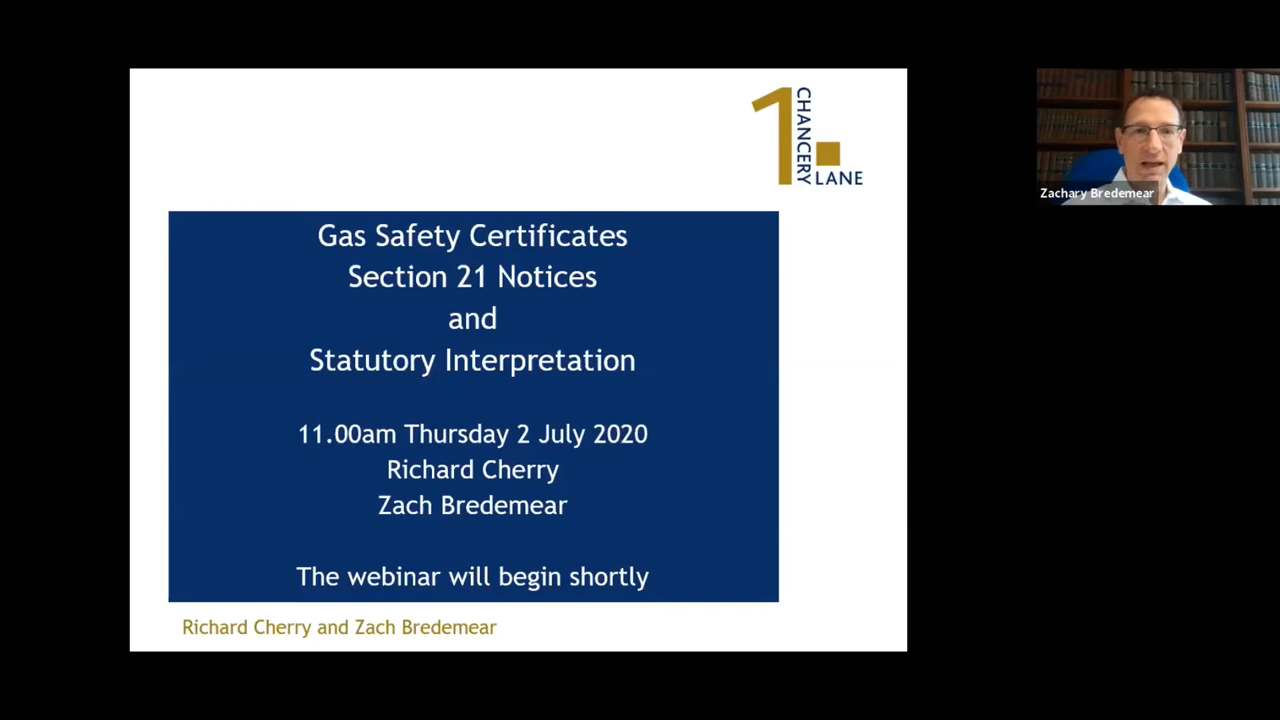 1
CHANCERY
LANE
Gas Safety Certificates
Section 21 Notices
and
Statutory Interpretation
11.00am Thursday 2 July 2020
Richard Cherry
Zach Bredemear
The webinar will begin shortly
Richard Cherry and Zach Bredemear
Zachary Bredemear